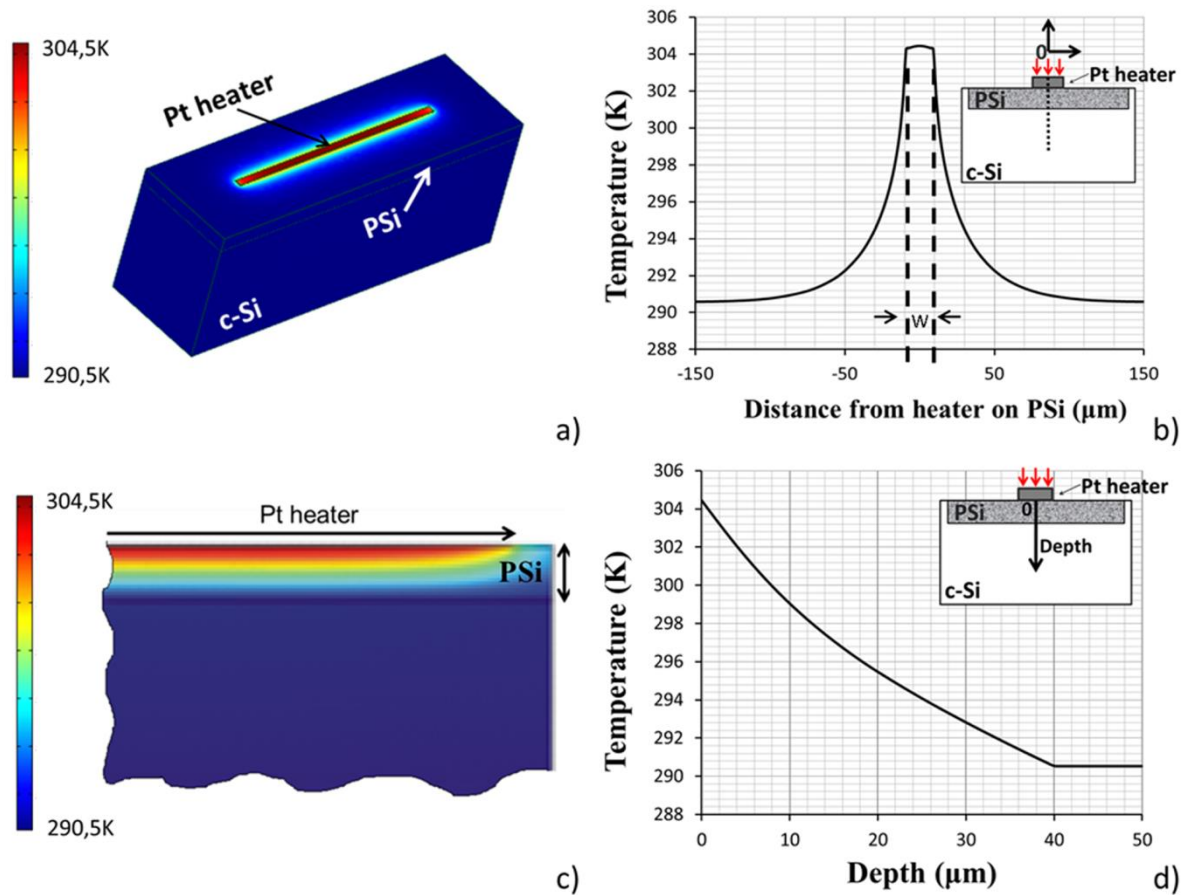 304,5K
Pt heater
PSi
c-Si
290,5K
a)
306
304
302
300
298
296
294
292
290
288
Temperature (K)
0
Pt heater
PSi
c-Si
W
-150
-50
50
150
Distance from heater on PSi (µm)
b)
304,5K
Pt heater
PSi
290,5K
c)
306
304
302
300
298
296
294
292
290
288
Temperature (K)
Pt heater
PSi
0
Depth
c-Si
0
10
20
30
40
50
Depth (µm)
d)